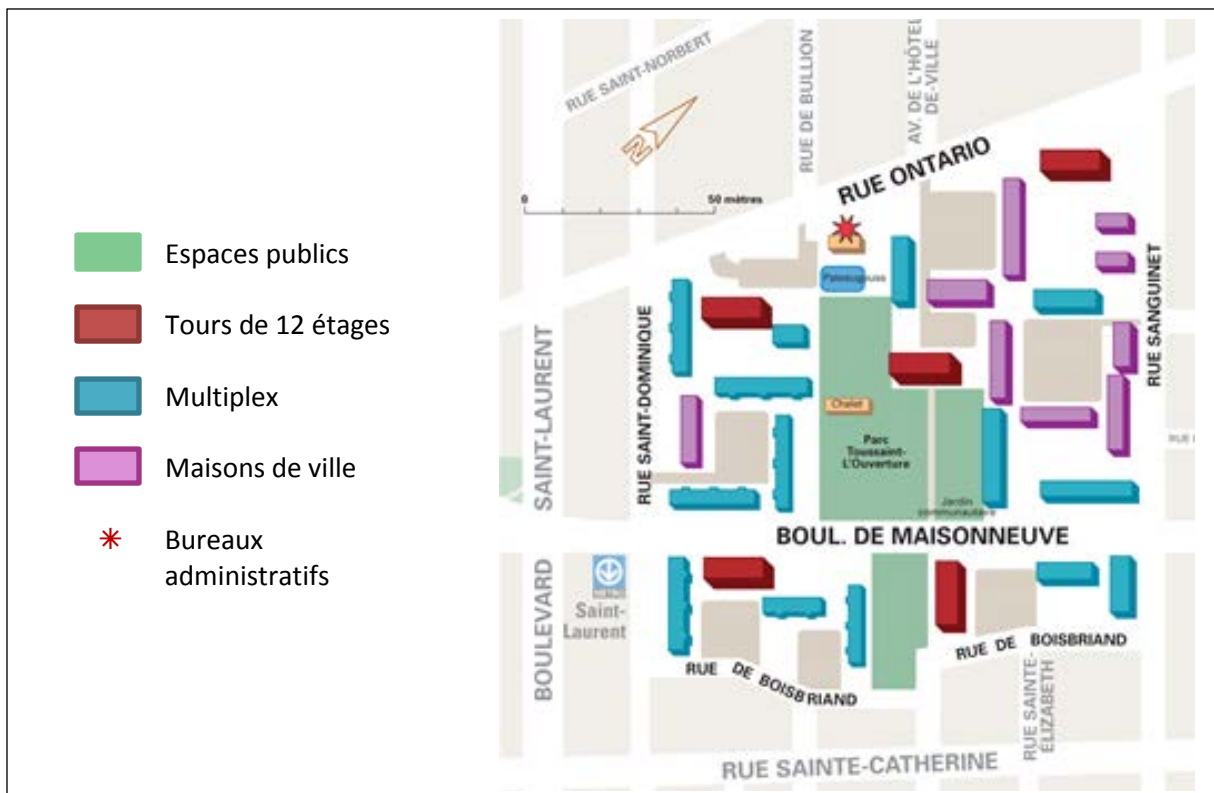 Espaces publics
Tours de 12 étages
Multiplex
Maisons de ville
Bureaux
administratifs
RUE SAINT-NORBERT
N
0
50 mètres
RUE DE BULLION
AV. DE L'HÔTEL
DE-VILLE
RUE ONTARIO
Pataugeuse
RUE SANGUINET
SAINT-LAURENT
RUE SAINT-DOMINIQUE
Chalet
Parc
Toussaint-
L'Ouverture
Jardin
communautaire
BOUL. DE MAISONNEUVE
BOULEVARD
Saint-
Laurent
RUE DE BOISBRIAND
RUE DE BOISBRIAND
RUE SAINTE-
ELIZABETH
RUE SAINTE-CATHERINE